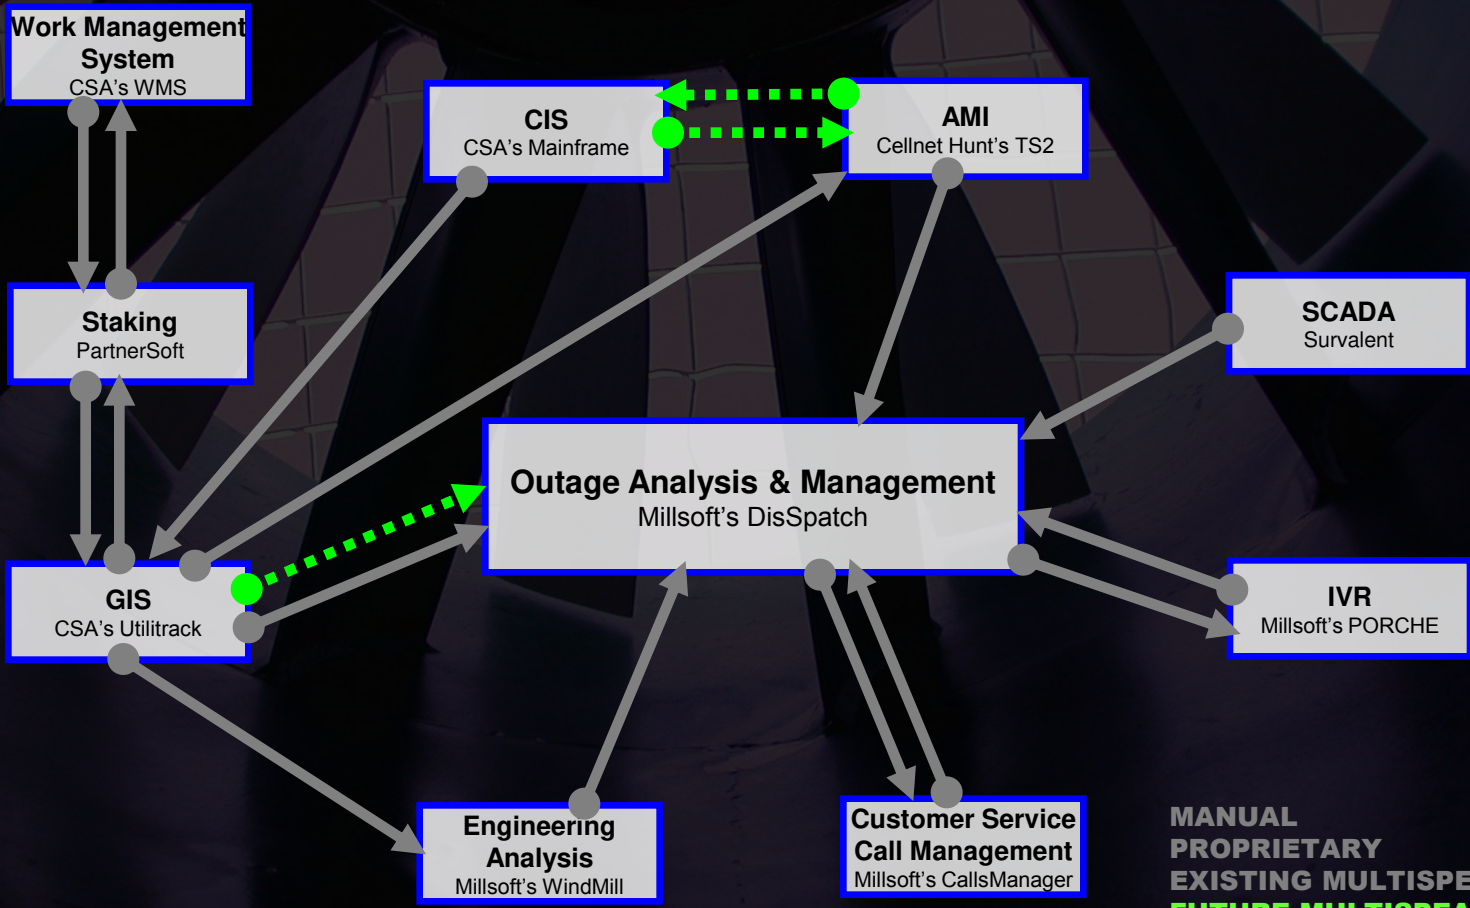 Work Management
System
CSA's WMS
CIS
CSA's Mainframe
AMI
Cellnet Hunt's TS2
Staking
PartnerSoft
SCADA
Survalent
Outage Analysis & Management
Millsoft's DisSpatch
GIS
CSA's Utilitrack
IVR
Millsoft's PORCHE
Engineering
Analysis
Millsoft's WindMill
Customer Service
Call Management
Millsoft's CallsManager
MANUAL
PROPRIETARY
EXISTING
FUTURE